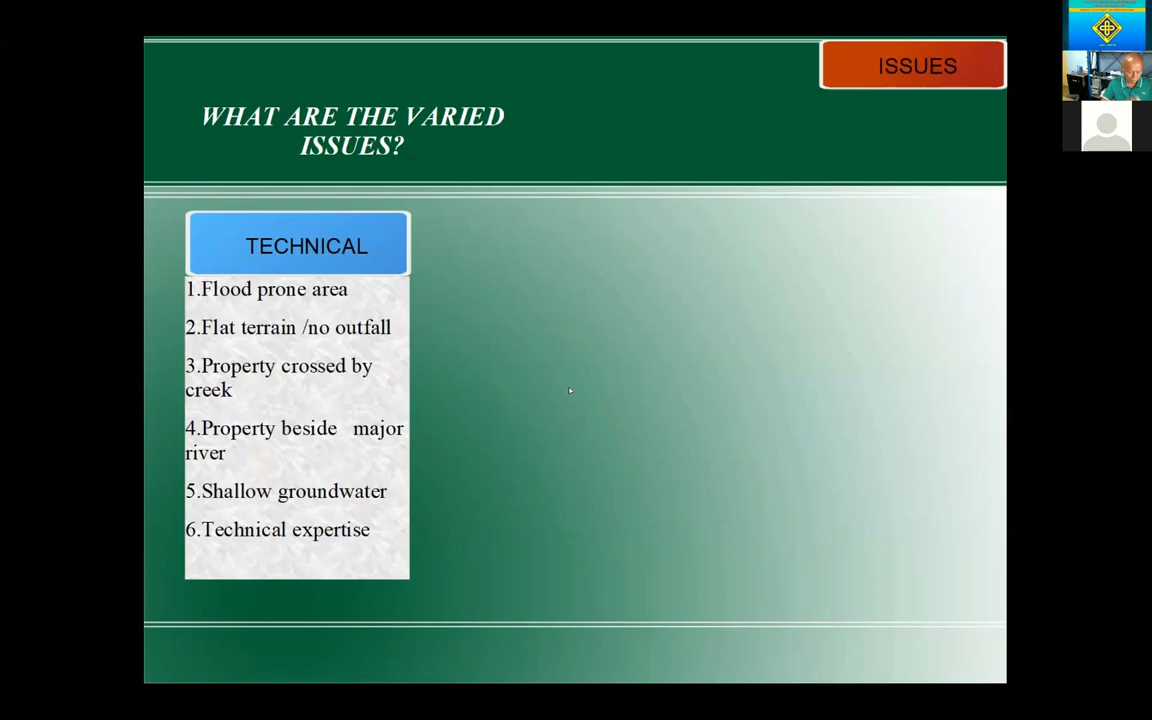 ISSUES
WHAT ARE THE VARIED
ISSUES?
TECHNICAL
1.Flood prone area
2.Flat terrain /no outfall
3.Property crossed by
creek
4.Property beside major
river
5.Shallow groundwater
6.Technical expertise